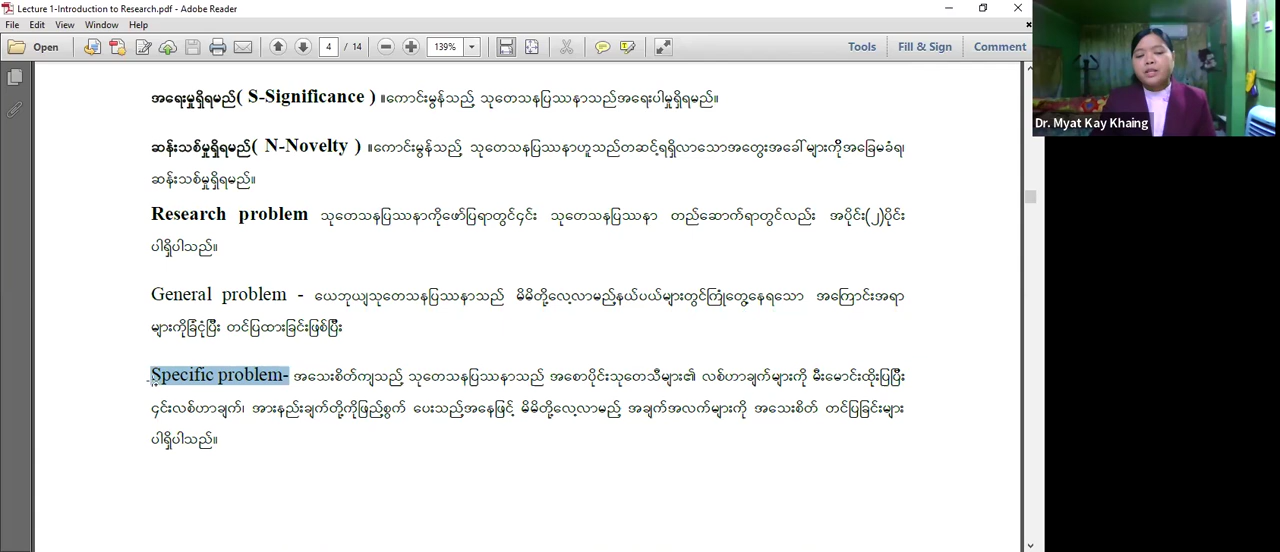 Lecture 1-Introduction to Research.pdf - Adobe Reader
File Edit View Window Help
Open 4 / 14 139% Tools Fill & Sign Comment
Dr. Myat Kay Khaing
အရေးမှုရှိရမည်( S-Significance ) ။ကောင်းမွန်သည့် သုတေသနပြဿနာသည်အရေးပါမှုရှိရမည်။
ဆန်းသစ်မှုရှိရမည်( N-Novelty ) ။ကောင်းမွန်သည့် သုတေသနပြဿနာဟူသည်တဆင့်ရရှိလာသောအတွေးအခေါ်များကိုအခြေမခံရ၊
ဆန်းသစ်မှုရှိရမည်။
Research problem သုတေသနပြဿနာကိုဖော်ပြရာတွင်၎င်း သုတေသနပြဿနာ တည်ဆောက်ရာတွင်လည်း အပိုင်း(၂)ပိုင်း
ပါရှိပါသည်။
General problem - ယေဘုယျသုတေသနပြဿနာသည် မိမိတို့လေ့လာမည့်နယ်ပယ်များတွင်ကြုံတွေ့နေရသော အကြောင်းအရာ
များကိုခြုံငုံပြီး တင်ပြထားခြင်းဖြစ်ပြီး
Specific problem- အသေးစိတ်ကျသည့် သုတေသနပြဿနာသည် အစောပိုင်းသုတေသီများ၏ လစ်ဟာချက်များကို မီးမောင်းထိုးပြပြီး
၎င်းလစ်ဟာချက်၊ အားနည်းချက်တို့ကိုဖြည့်စွက် ပေးသည့်အနေဖြင့် မိမိတို့လေ့လာမည့် အချက်အလက်များကို အသေးစိတ် တင်ပြခြင်းများ
ပါရှိပါသည်။